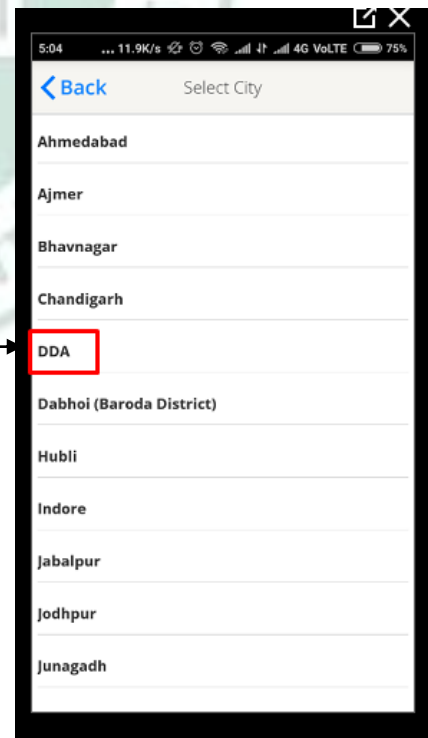 5:04 ... 11.9K/s 4G VoLTE 75%
Back Select City
Ahmedabad
Ajmer
Bhavnagar
Chandigarh
DDA
Dabhoi (Baroda District)
Hubli
Indore
Jabalpur
Jodhpur
Junagadh